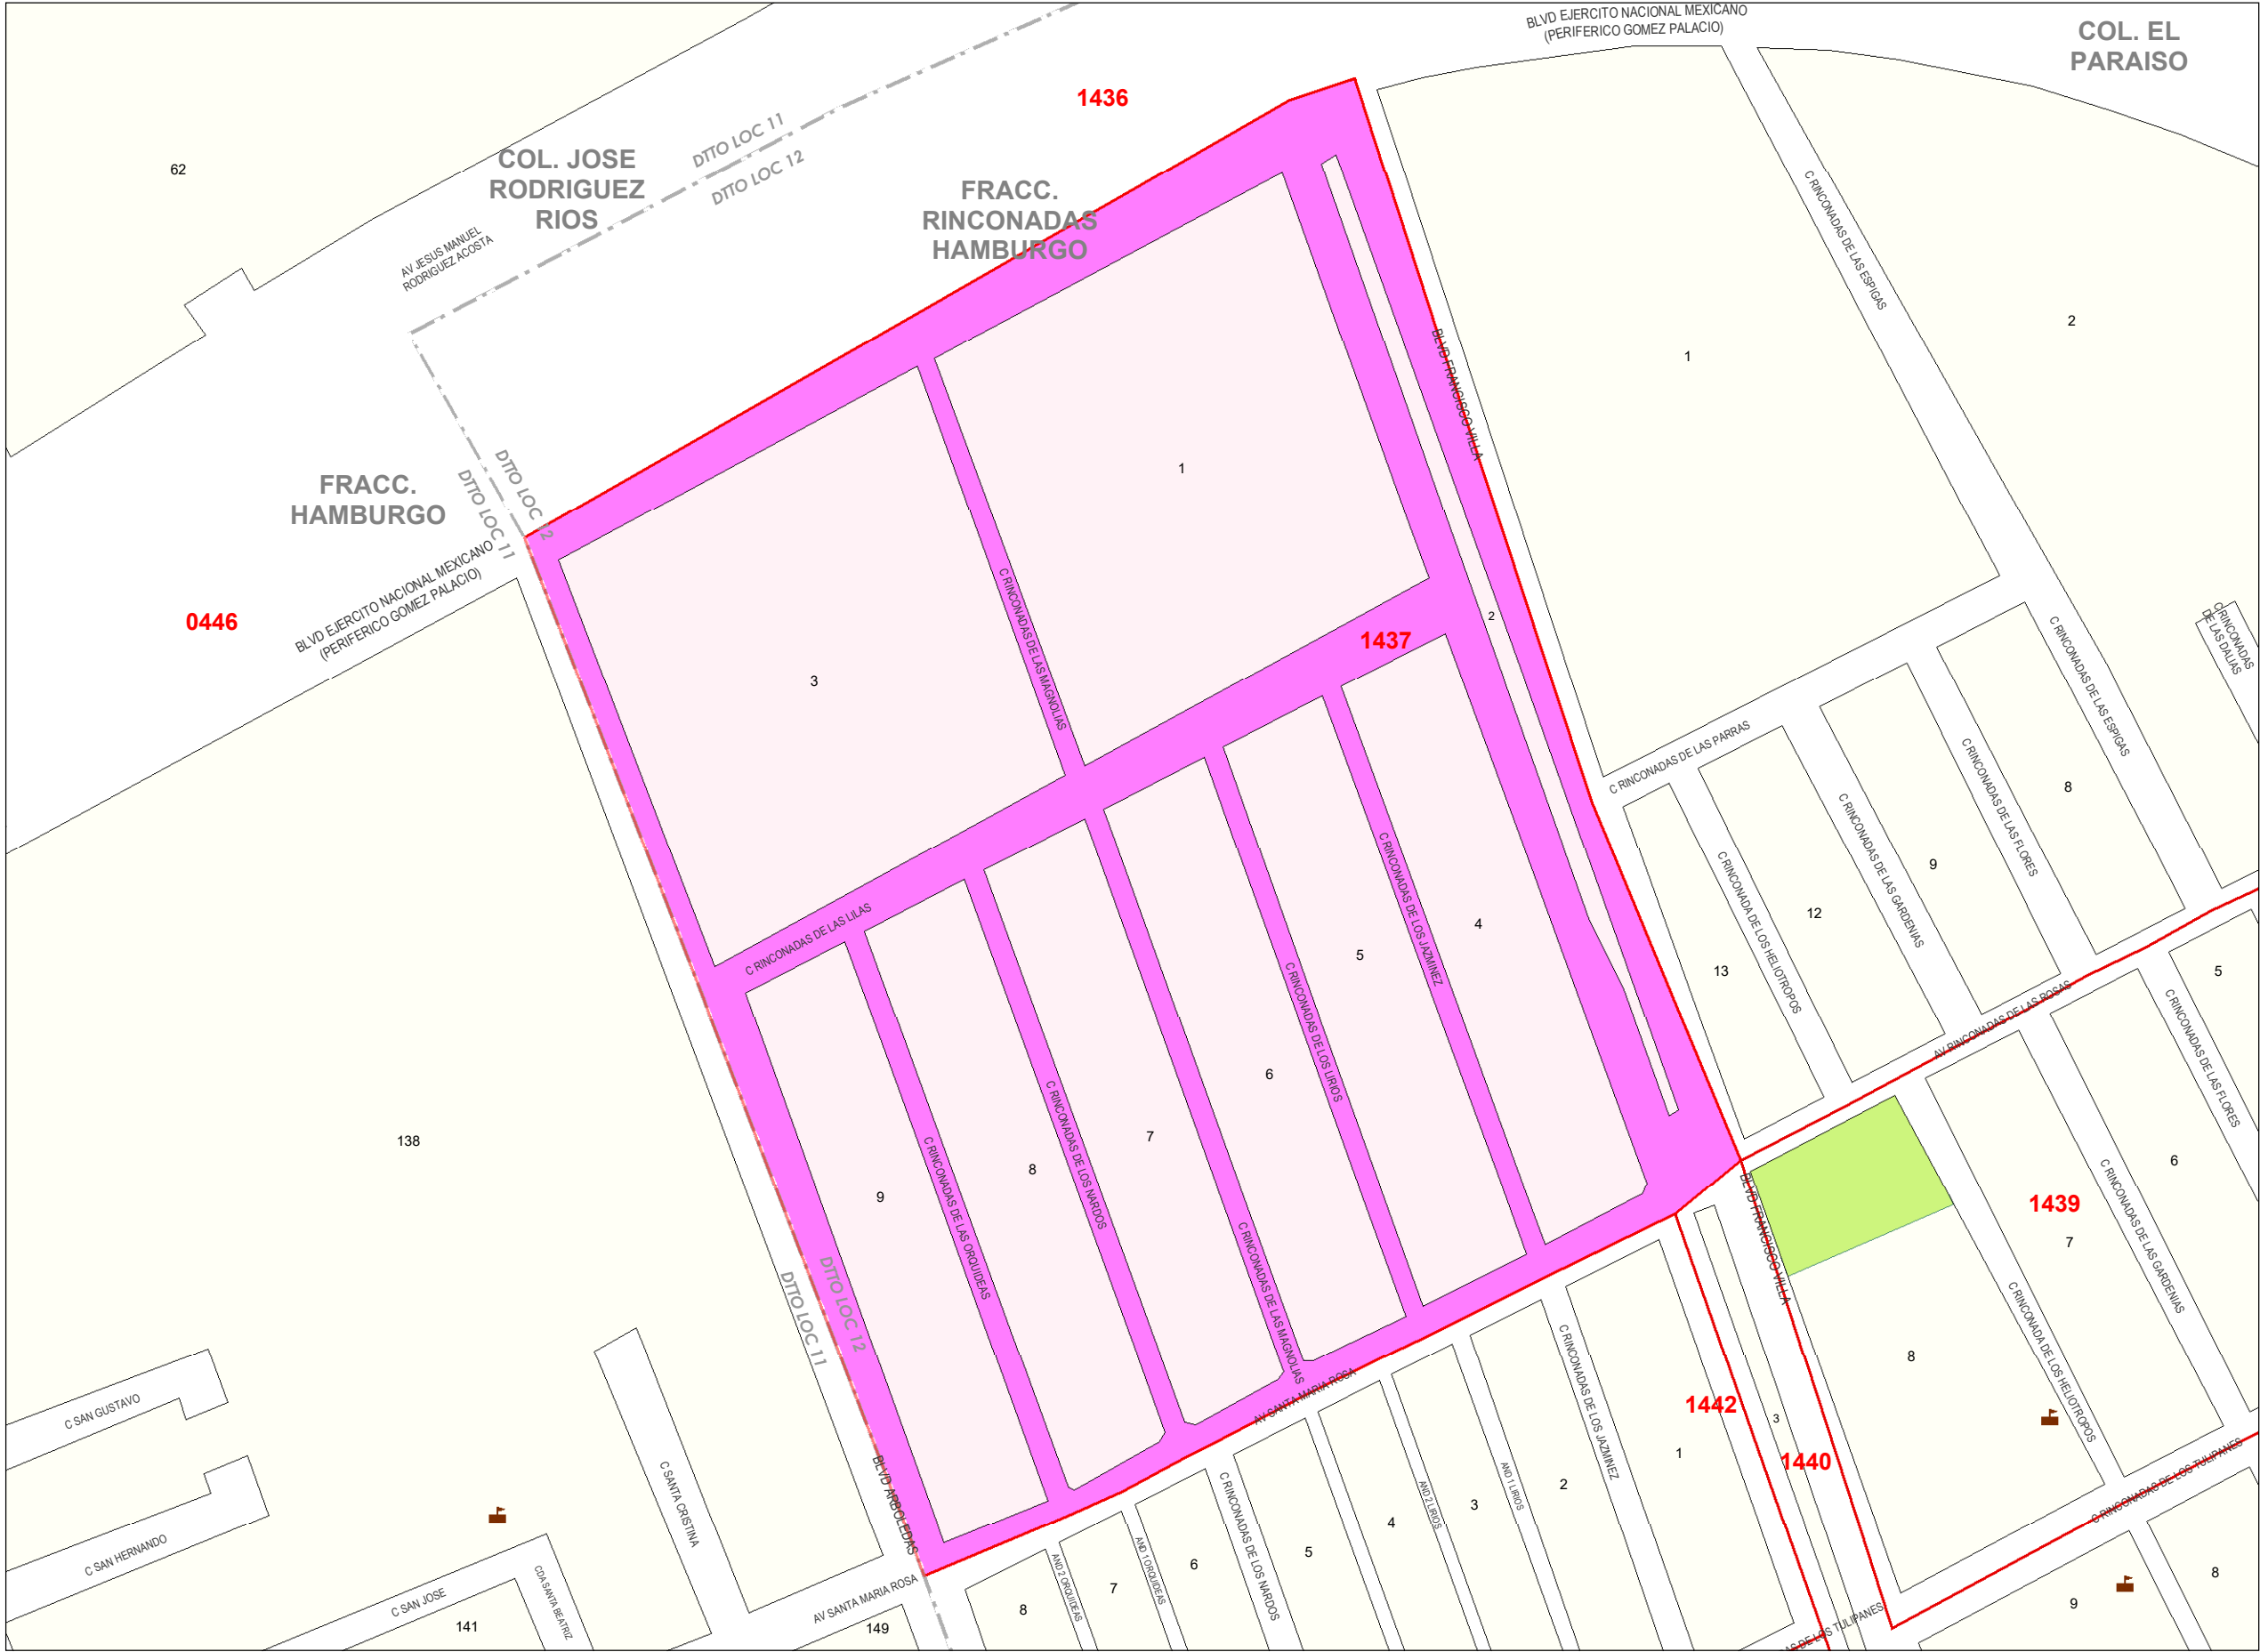 BLVD EJERCITO NACIONAL MEXICANO
(PERIFERICO GOMEZ PALACIO)
COL. EL
PARAISO
1436
DTTO LOC 11
DTTO LOC 12
COL. JOSE
RODRIGUEZ
RIOS
62
FRACC.
RINCONADAS
HAMBURGO
AV JESUS MANUEL
RODRIGUEZ ACOSTA
C RINCONADAS DE LAS ESPIGAS
2
1
BLVD FRANCISCO VILLA
1
FRACC.
HAMBURGO
DTTO LOC 12
DTTO LOC 11
BLVD EJERCITO NACIONAL MEXICANO
(PERIFERICO GOMEZ PALACIO)
0446
C RINCONADAS DE LAS MAGNOLIAS
2
1437
3
C RINCONADAS
DE LAS DALIAS
C RINCONADAS DE LAS ESPIGAS
C RINCONADAS DE LAS PARRAS
8
C RINCONADAS DE LAS FLORES
9
C RINCONADAS DE LAS GARDENIAS
12
C RINCONADA DE LOS HELIOTROPOS
13
C RINCONADAS DE LAS LILAS
4
C RINCONADAS DE LOS JAZMINEZ
5
C RINCONADAS DE LOS LIRIOS
6
7
C RINCONADAS DE LOS NARDOS
8
C RINCONADAS DE LAS ORQUIDEAS
9
C RINCONADAS DE LAS MAGNOLIAS
AV RINCONADAS DE LAS ROSAS
5
C RINCONADAS DE LAS FLORES
6
1439
7
C RINCONADAS DE LAS GARDENIAS
C RINCONADA DE LOS HELIOTROPOS
BLVD FRANCISCO VILLA
8
138
DTTO LOC 12
DTTO LOC 11
AV SANTA MARIA ROSA
1442
3
1440
1
C RINCONADAS DE LOS JAZMINEZ
2
AND 1 LIRIOS
3
AND 2 LIRIOS
4
5
C RINCONADAS DE LOS NARDOS
6
AND 1 ORQUIDEAS
7
AND 2 ORQUIDEAS
8
C RINCONADAS DE LOS TULIPANES
8
9
AS DE LOS TULIPANES
BLVD ARBOLEDAS
AV SANTA MARIA ROSA
149
C SANTA CRISTINA
C SAN GUSTAVO
C SAN HERNANDO
C SAN JOSE
CDA SANTA BEATRIZ
141